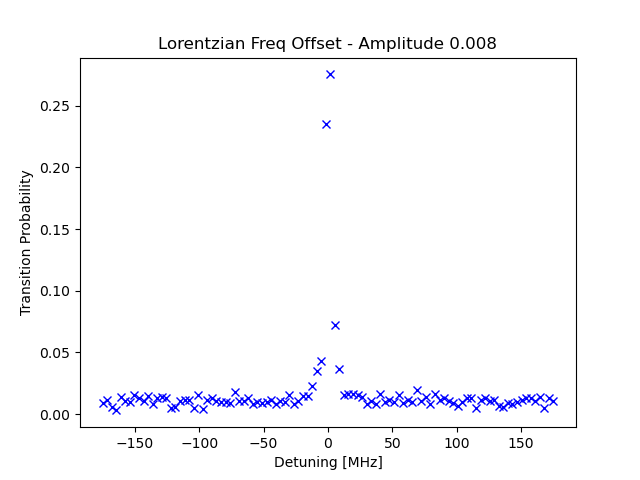 Lorentzian Freq Offset - Amplitude 0.008
Transition Probability
0.25
0.20
0.15
0.10
0.05
0.00
−150 −100 −50 0 50 100 150
Detuning [MHz]